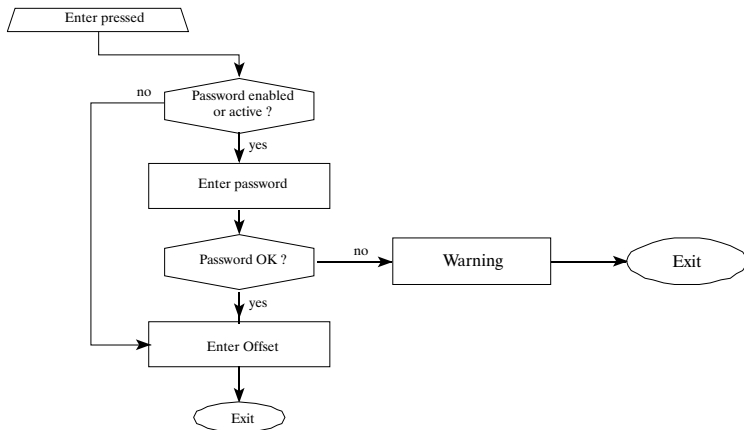 Enter pressed
Password enabled
or active ?
no
yes
Enter password
Password OK ?
no
Warning
Exit
yes
Enter Offset
Exit